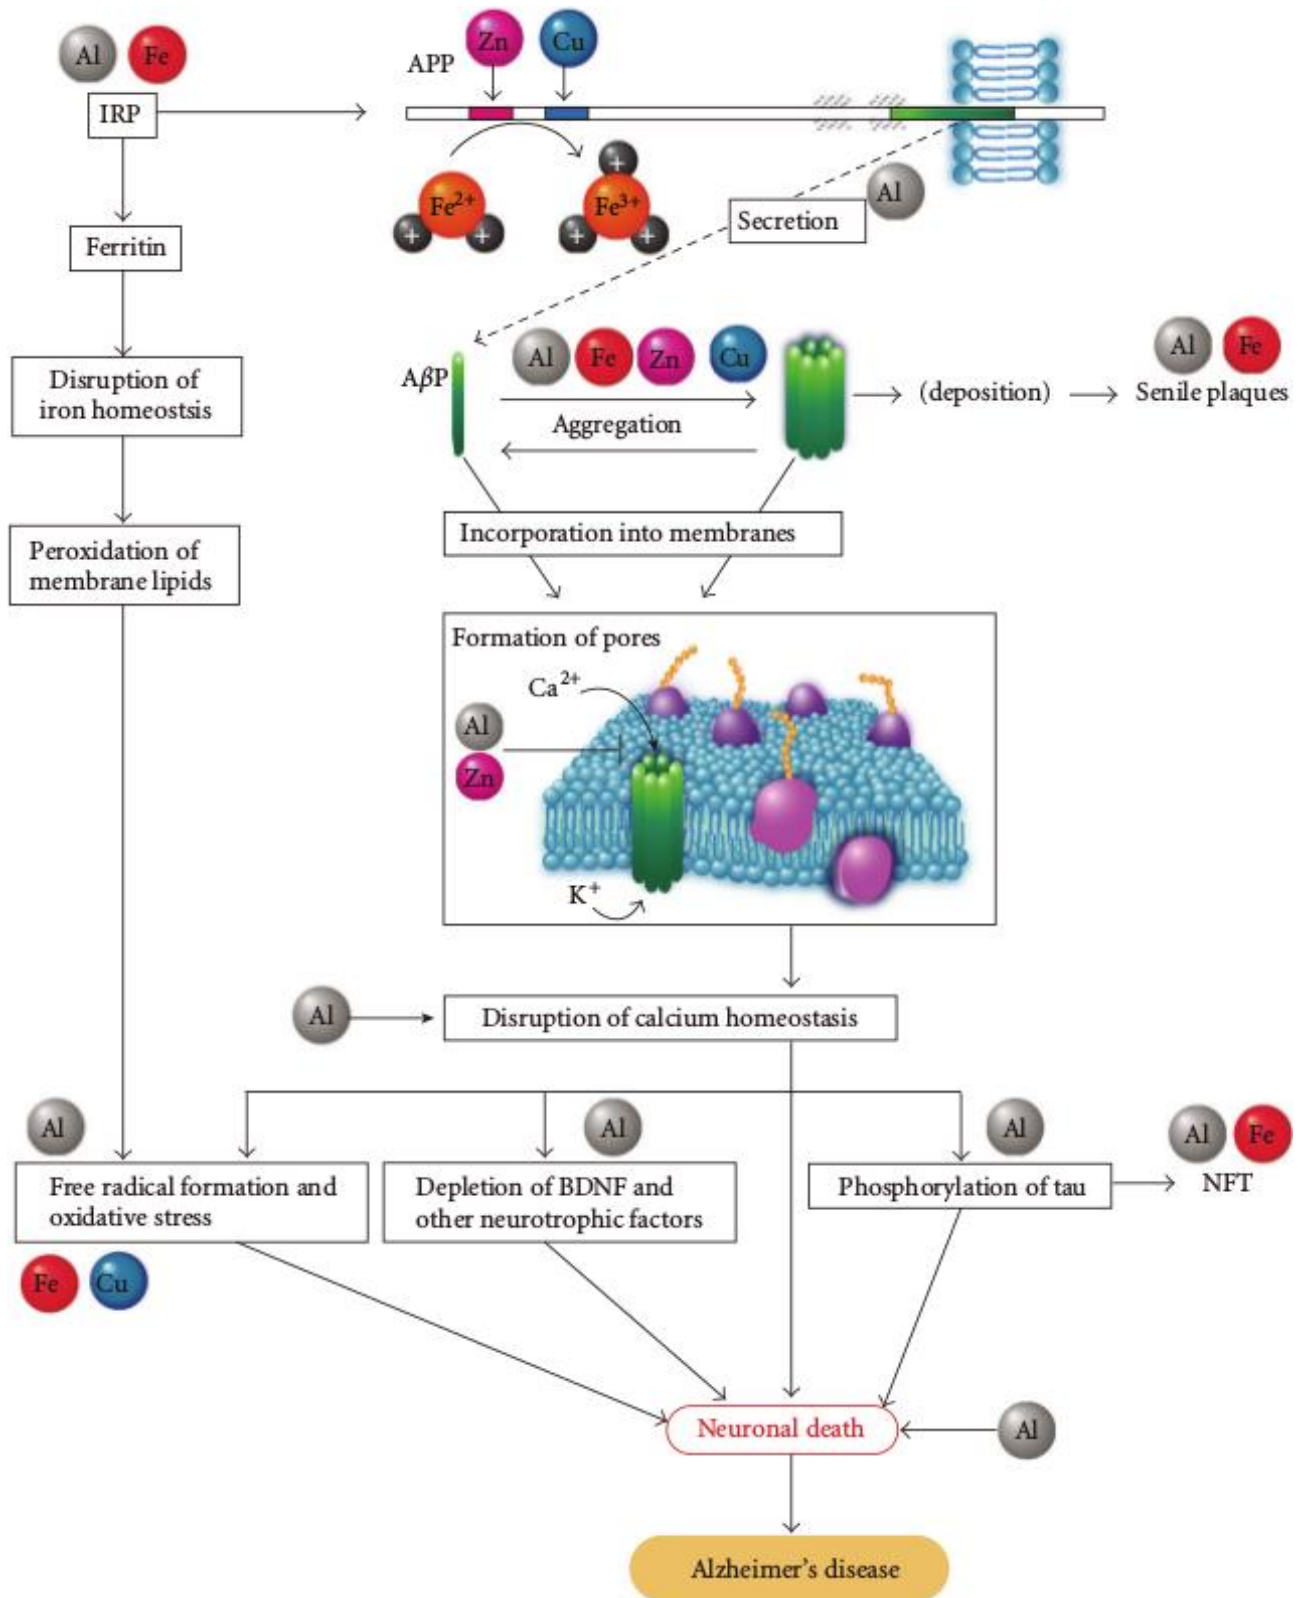 Al Fe
Zn Cu
APP
IRP
Fe²⁺
Fe³⁺
+ + + + +
Al
Secretion
Ferritin
Al Fe Zn Cu
Al Fe
AβP
Aggregation
(deposition)
Senile plaques
Disruption of
iron homeostsis
Incorporation into membranes
Peroxidation of
membrane lipids
Formation of pores
Ca²⁺
Al
Zn
K⁺
Al
Disruption of calcium homeostasis
Al
Al
Al
Al Fe
Free radical formation and
oxidative stress
Depletion of BDNF and
other neurotrophic factors
Phosphorylation of tau
NFT
Fe Cu
Neuronal death
Al
Alzheimer's disease